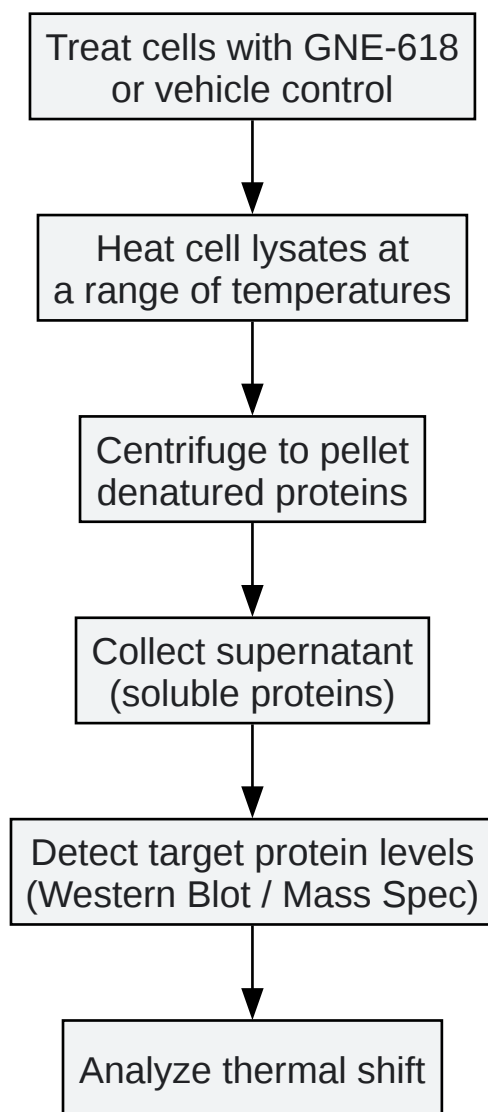 Treat cells with GNE-618
or vehicle control
Heat cell lysates at
a range of temperatures
Centrifuge to pellet
denatured proteins
Collect supernatant
(soluble proteins)
Detect target protein levels
(Western Blot / Mass Spec)
Analyze thermal shift